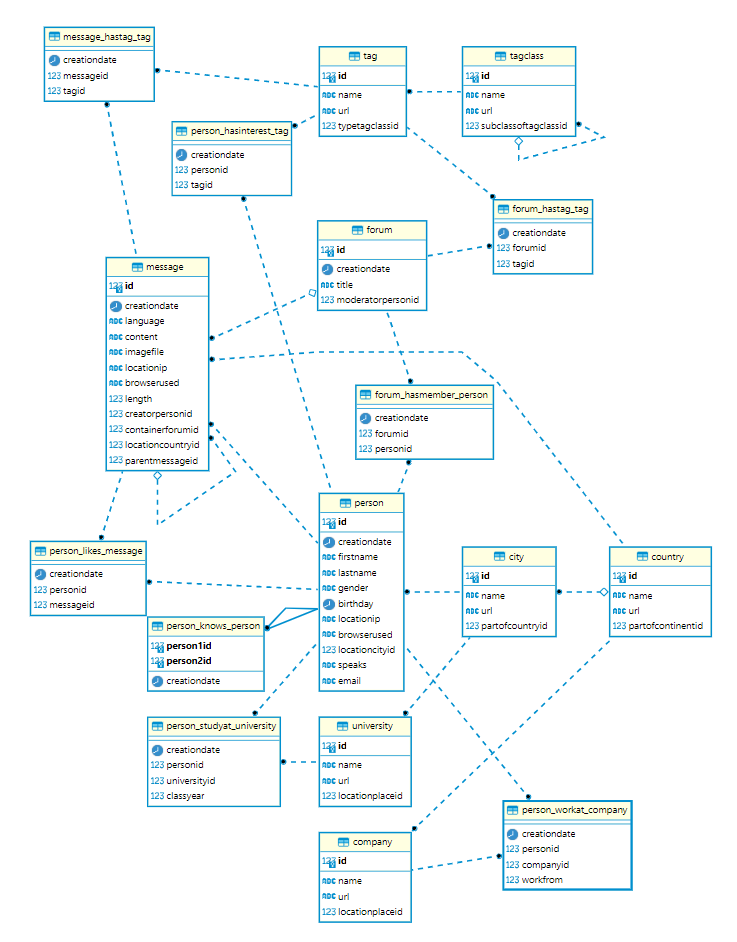 message_hastag_tag
creationdate
123 messageid
123 tagid
tag
123 id
ABC name
ABC url
123 typetagclassid
tagclass
123 id
ABC name
ABC url
123 subclassoftagclassid
person_hasinterest_tag
creationdate
123 personid
123 tagid
forum_hastag_tag
creationdate
123 forumid
123 tagid
forum
123 id
creationdate
ABC title
123 moderatorpersonid
message
123 id
creationdate
ABC language
ABC content
ABC imagefile
ABC locationip
ABC browserused
123 length
123 creatorpersonid
123 containerforumid
123 locationcountryid
123 parentmessageid
forum_hasmember_person
creationdate
123 forumid
123 personid
person
123 id
creationdate
ABC firstname
ABC lastname
ABC gender
birthday
ABC locationip
ABC browserused
123 locationcityid
ABC speaks
ABC email
person_likes_message
creationdate
123 personid
123 messageid
city
123 id
ABC name
ABC url
123 partofcountryid
country
123 id
ABC name
ABC url
123 partofcontinentid
person_knows_person
123 person1id
123 person2id
creationdate
person_studyat_university
creationdate
123 personid
123 universityid
123 classyear
university
123 id
ABC name
ABC url
123 locationplaceid
person_workat_company
creationdate
123 personid
123 companyid
123 workfrom
company
123 id
ABC name
ABC url
123 locationplaceid